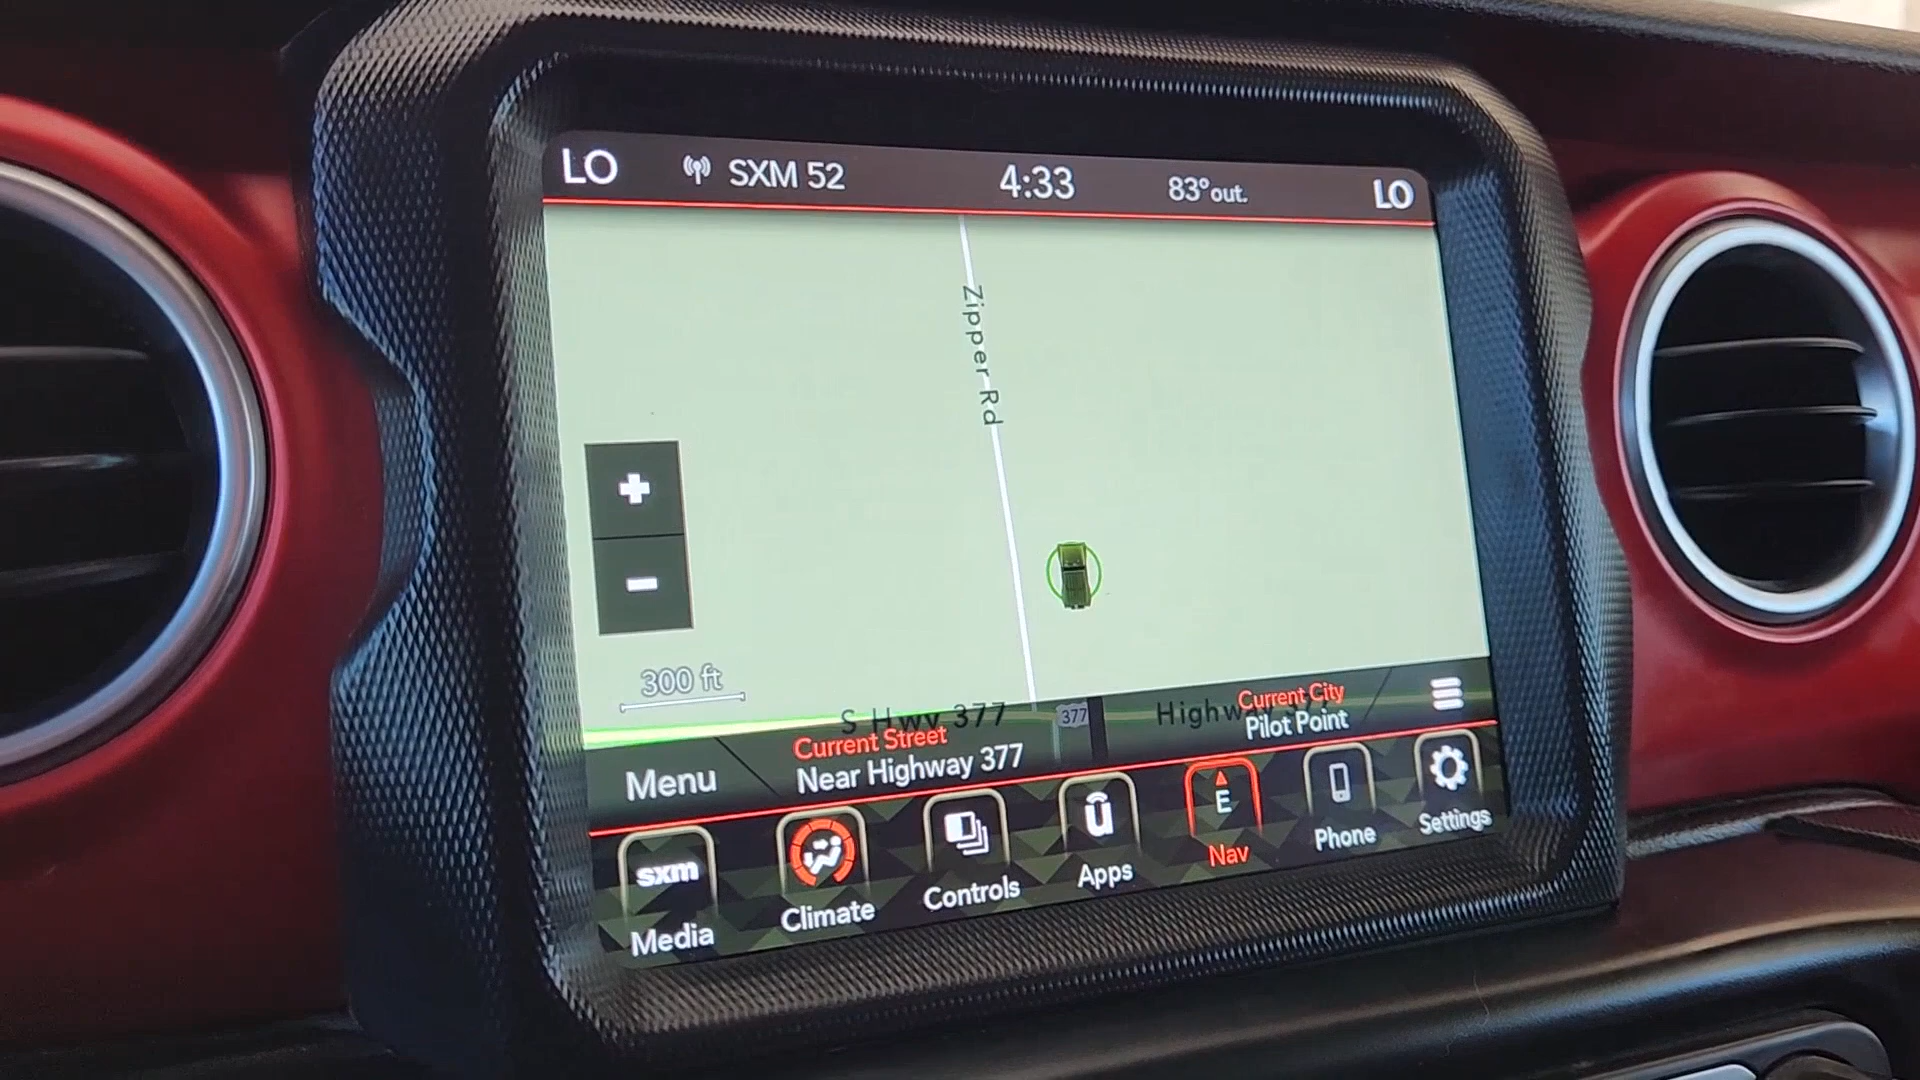 LO SXM 52 4:33 83°out. LO
Zipper Rd
+
-
300 ft
S Hwy 377 377 Highw
Current Street
Near Highway 377
Current City
Pilot Point
Menu
sxm û E
Media Climate Controls Apps Nav Phone Settings